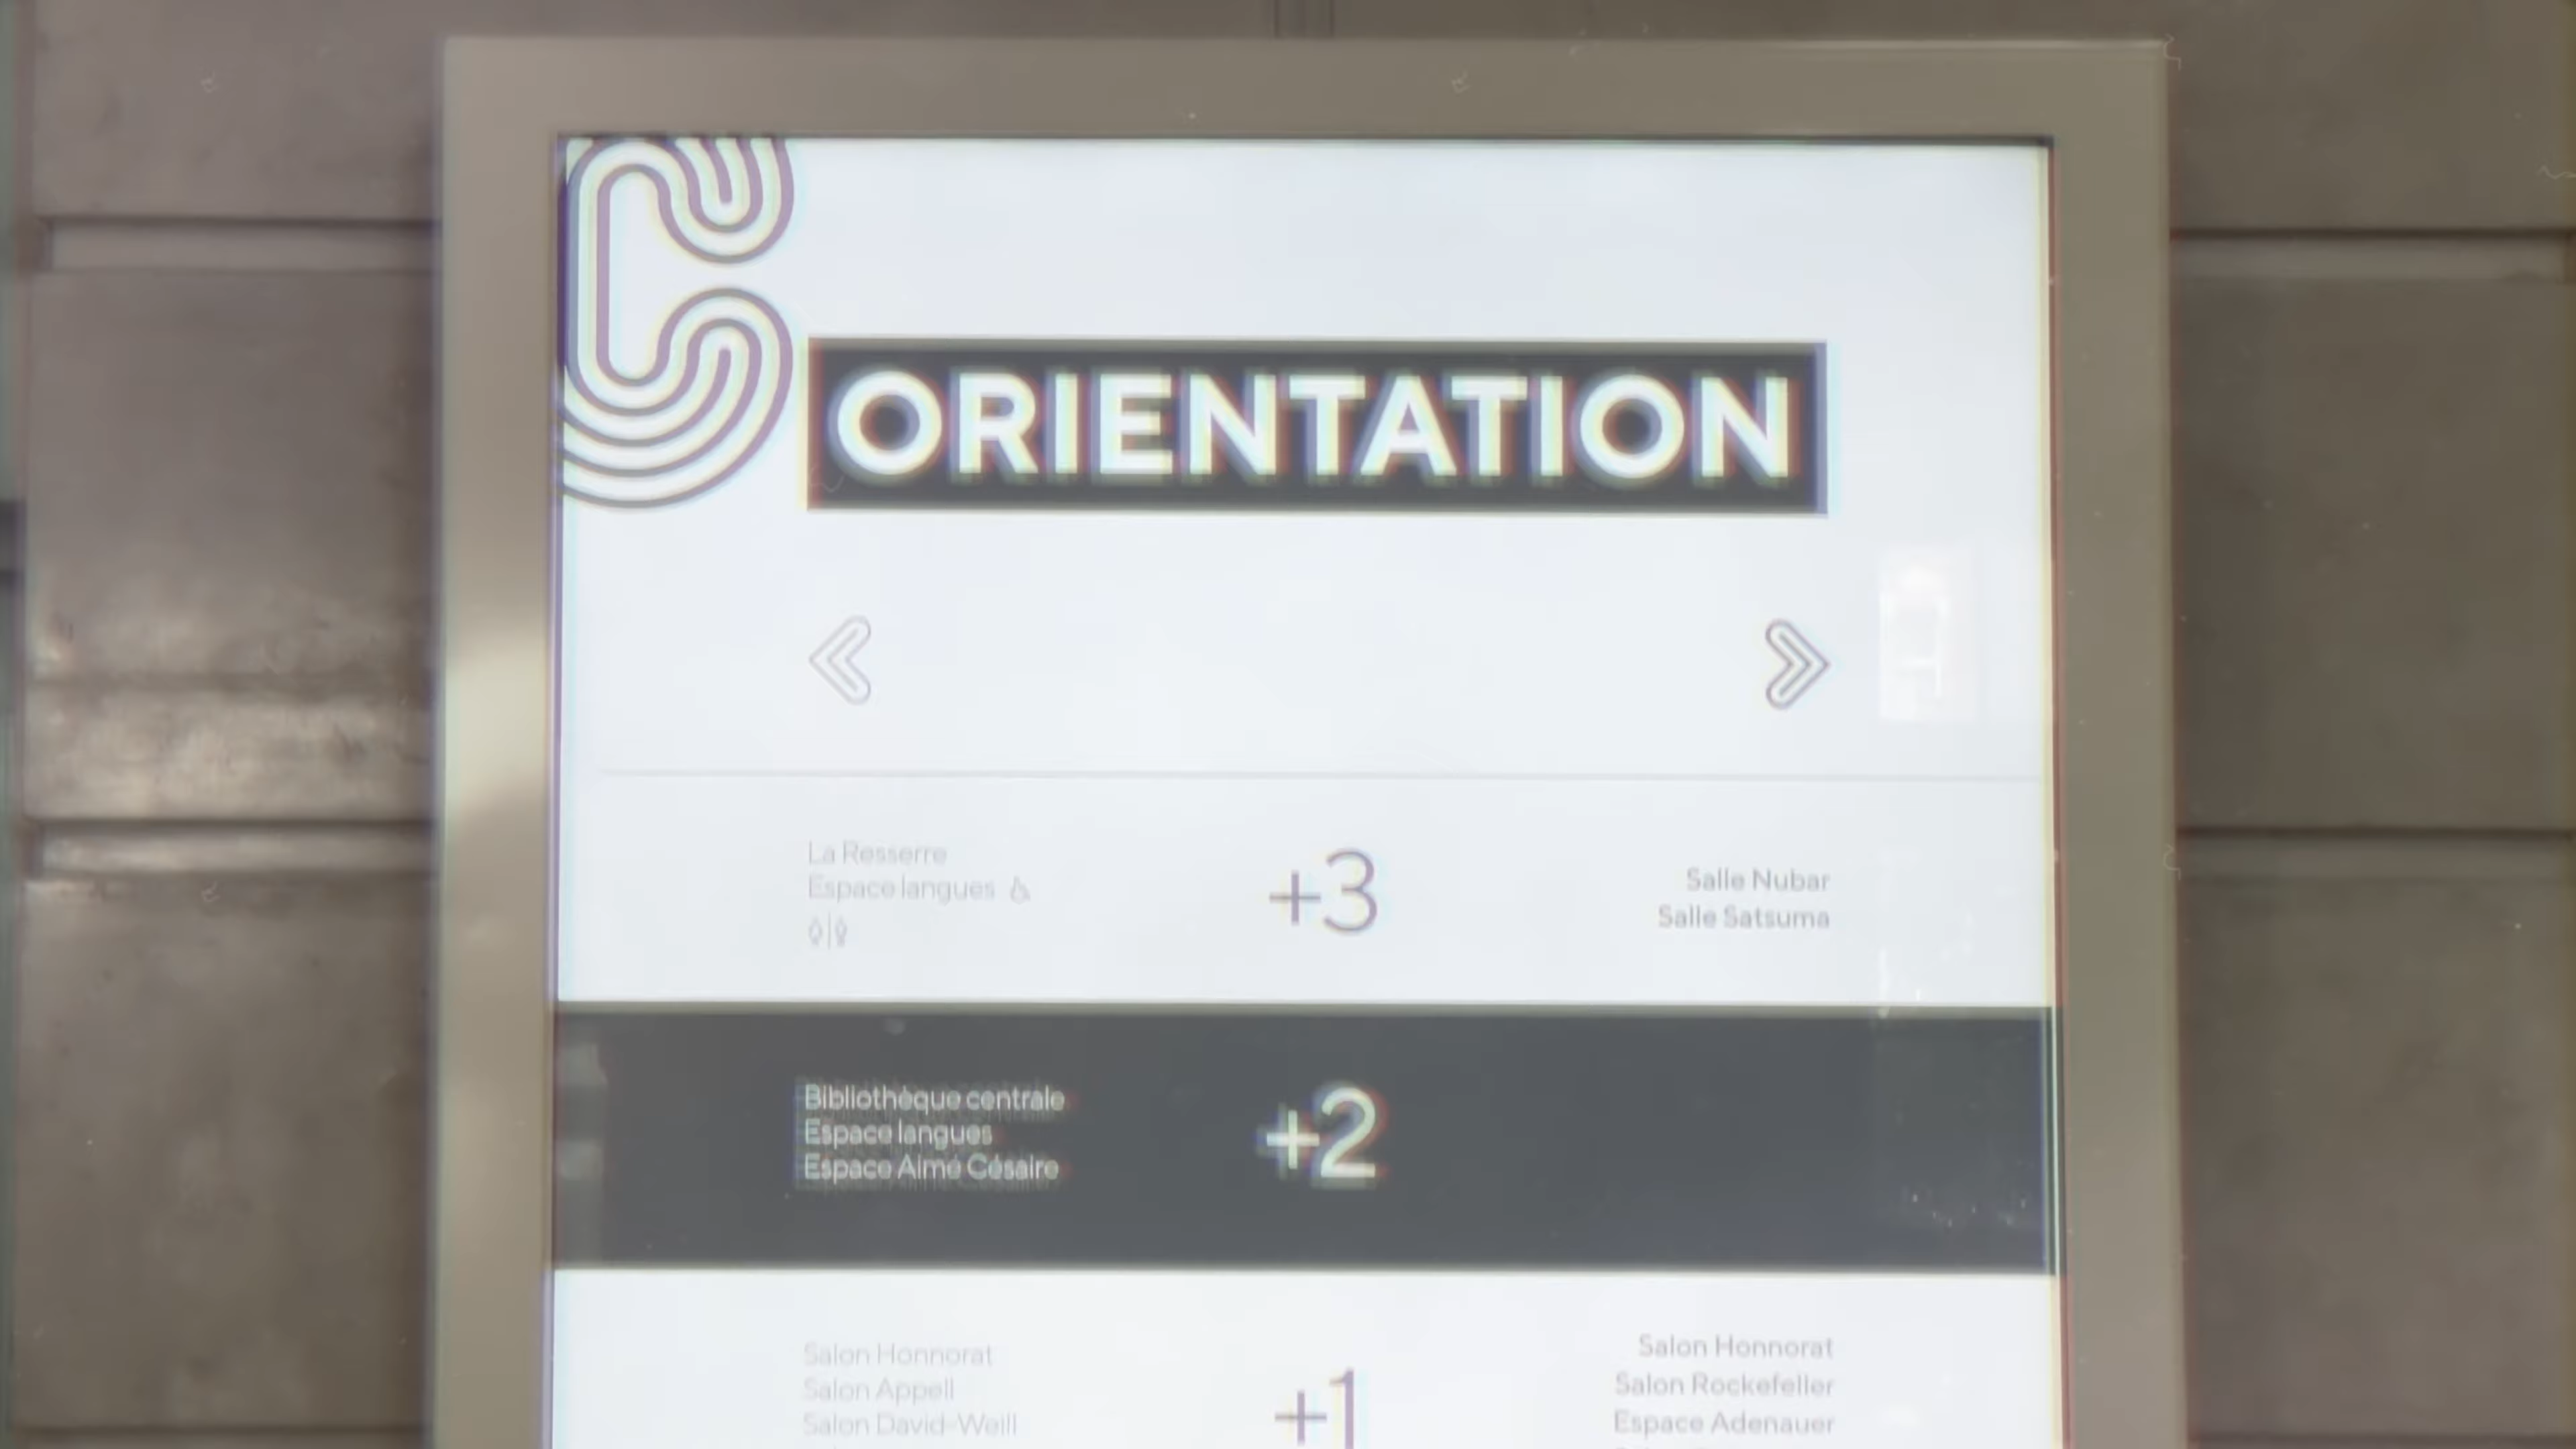 ORIENTATION
La Resserre
Espace langues
+3
Salle Nubar
Salle Satsuma
Bibliothèque centrale
Espace langues
Espace Aimé Césaire
+2
Salon Honnorat
Salon Appell
Salon David-Weill
+1
Salon Honnorat
Salon Rockefeller
Espace Adenauer